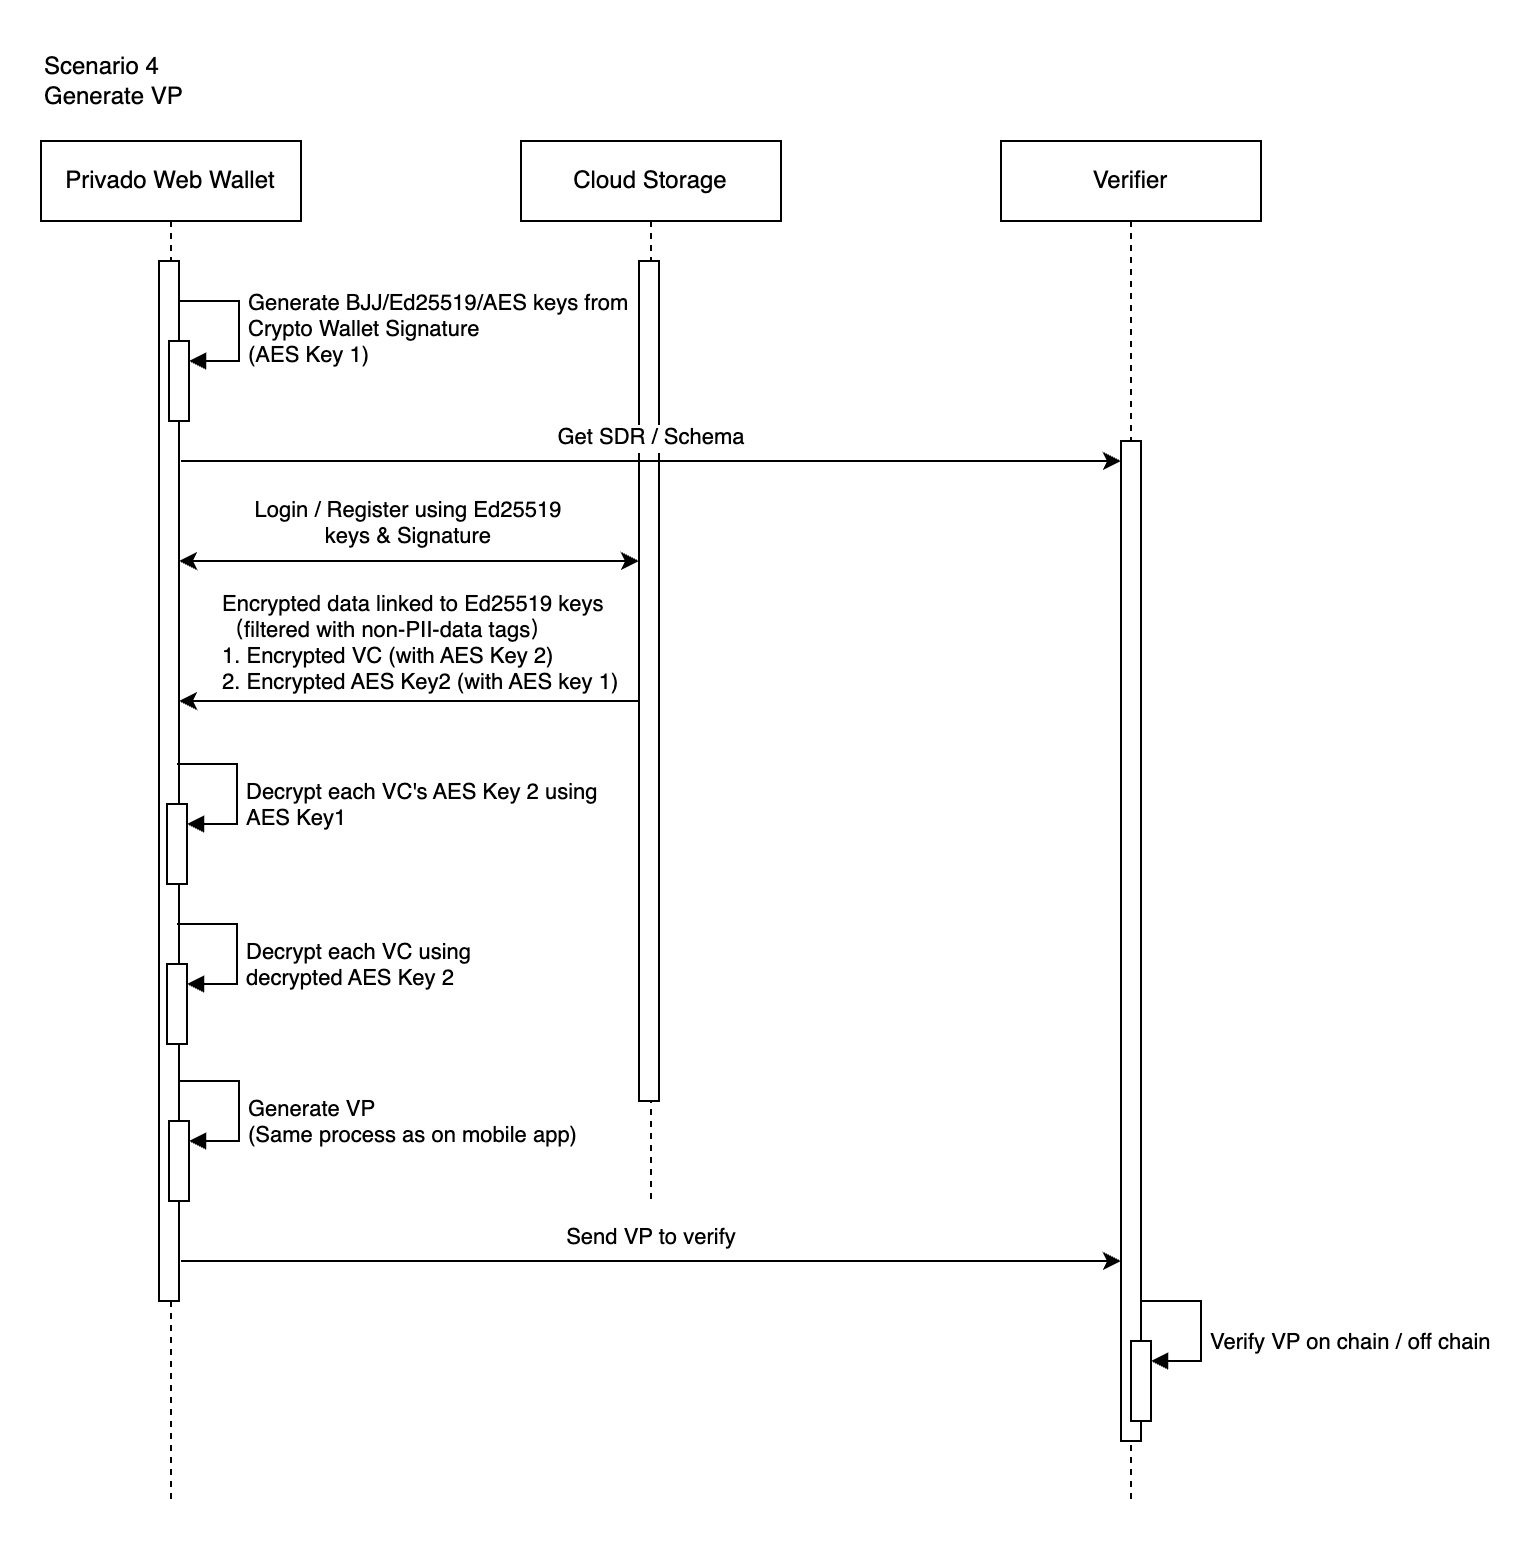 Scenario 4
Generate VP
Privado Web Wallet
Cloud Storage
Verifier
Generate BJJ/Ed25519/AES keys from
Crypto Wallet Signature
(AES Key 1)
Get SDR / Schema
Login / Register using Ed25519
keys & Signature
Encrypted data linked to Ed25519 keys
（filtered with non-PII-data tags）
1. Encrypted VC (with AES Key 2)
2. Encrypted AES Key2 (with AES key 1)
Decrypt each VC's AES Key 2 using
AES Key1
Decrypt each VC using
decrypted AES Key 2
Generate VP
(Same process as on mobile app)
Send VP to verify
Verify VP on chain / off chain